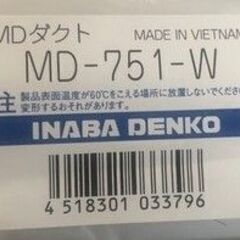 MDダクト MADE IN VIETNAM
MD-751-W
注 製品表面温度が60℃をこえる場所に放置しないでください
変形するおそれがあります。
INABA DENKO
4 518301 033796